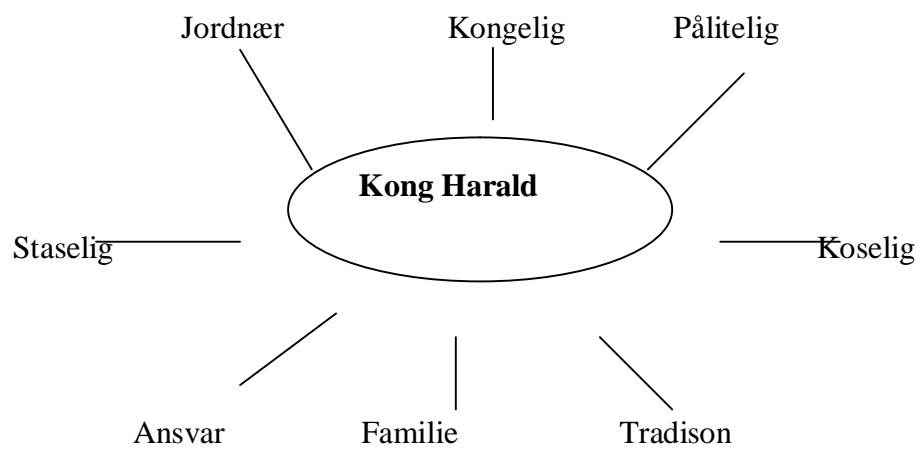 Jordnær Kongelig Pålitelig
Kong Harald
Staselig Koselig
Ansvar Familie Tradison